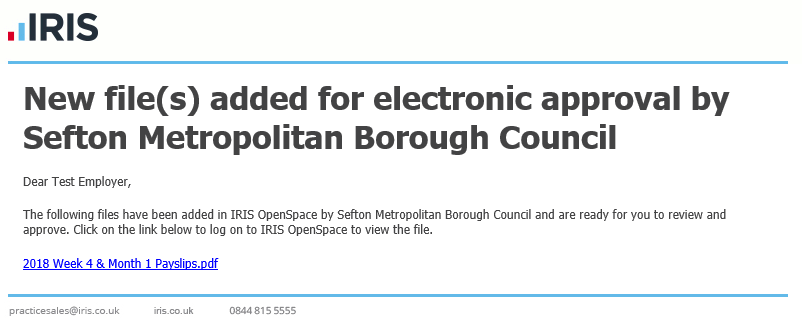 IRIS
New file(s) added for electronic approval by
Sefton Metropolitan Borough Council
Dear Test Employer,
The following files have been added in IRIS OpenSpace by Sefton Metropolitan Borough Council and are ready for you to review and
approve. Click on the link below to log on to IRIS OpenSpace to view the file.
2018 Week 4 & Month 1 Payslips.pdf
practicesales@iris.co.uk iris.co.uk 0844 815 5555